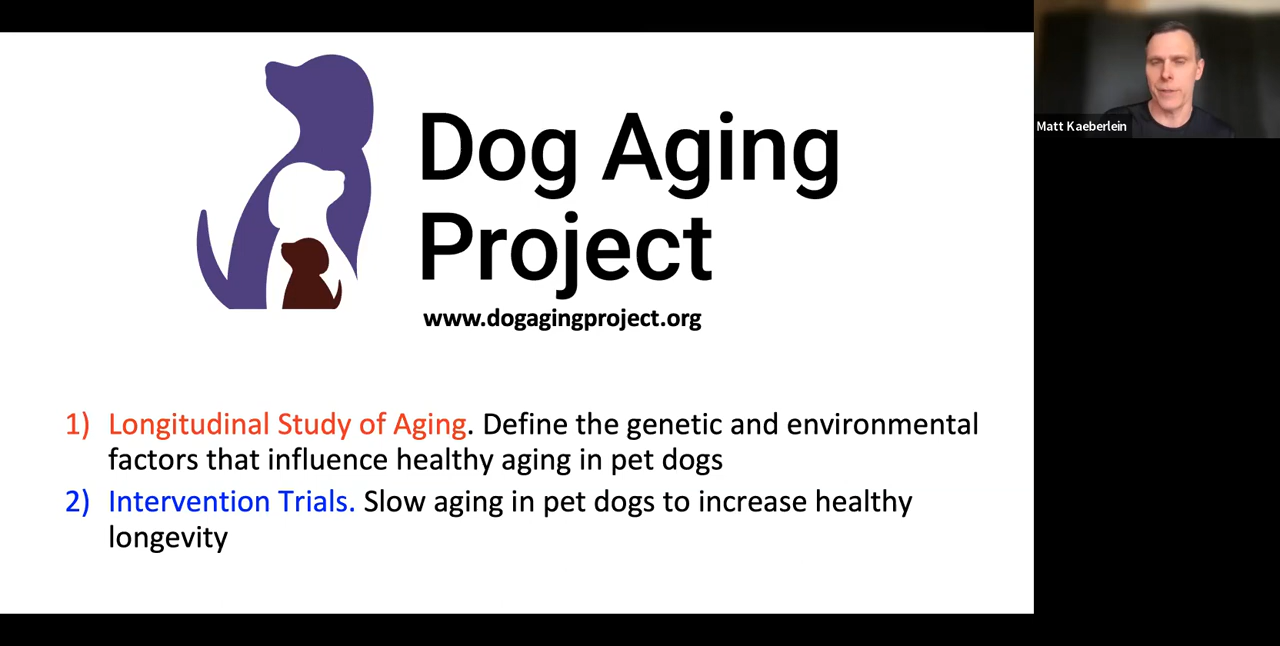 Dog Aging
Project
www.dogagingproject.org
1) Longitudinal Study of Aging. Define the genetic and environmental
factors that influence healthy aging in pet dogs
2) Intervention Trials. Slow aging in pet dogs to increase healthy
longevity
Matt Kaeberlein